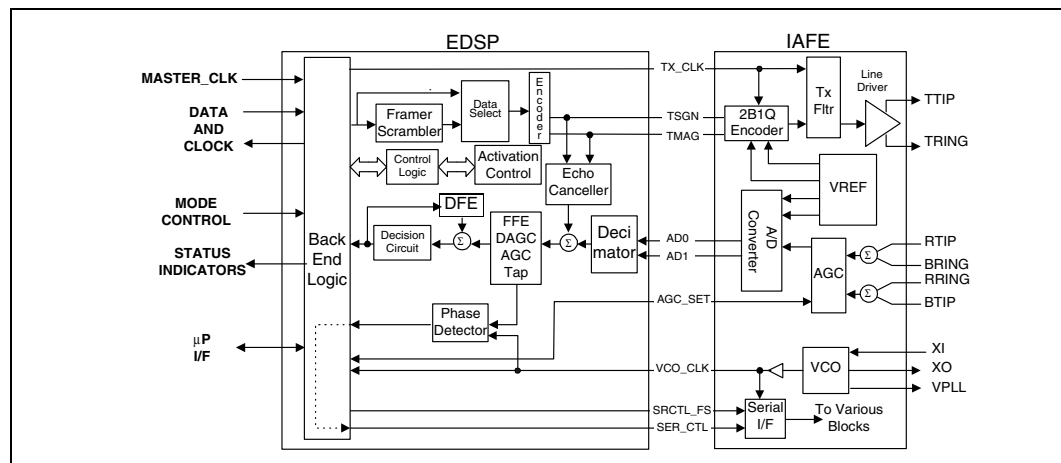 EDSP
IAFE
MASTER_CLK
DATA
AND
CLOCK
MODE
CONTROL
STATUS
INDICATORS
µP
I/F
Back
End
Logic
Framer
Scrambler
Data
Select
Encoder
Control
Logic
Activation
Control
Echo
Canceller
DFE
Decision
Circuit
Σ
FFE
DAGC
AGC
Tap
Σ
Deci
mator
Phase
Detector
TX_CLK
TSGN
TMAG
AD0
AD1
AGC_SET
VCO_CLK
SRCTL_FS
SER_CTL
2B1Q
Encoder
Tx
Fltr
Line
Driver
TTIP
TRING
VREF
A/D
Converter
AGC
Σ
Σ
RTIP
BRING
RRING
BTIP
VCO
XI
XO
VPLL
Serial
I/F
To Various
Blocks